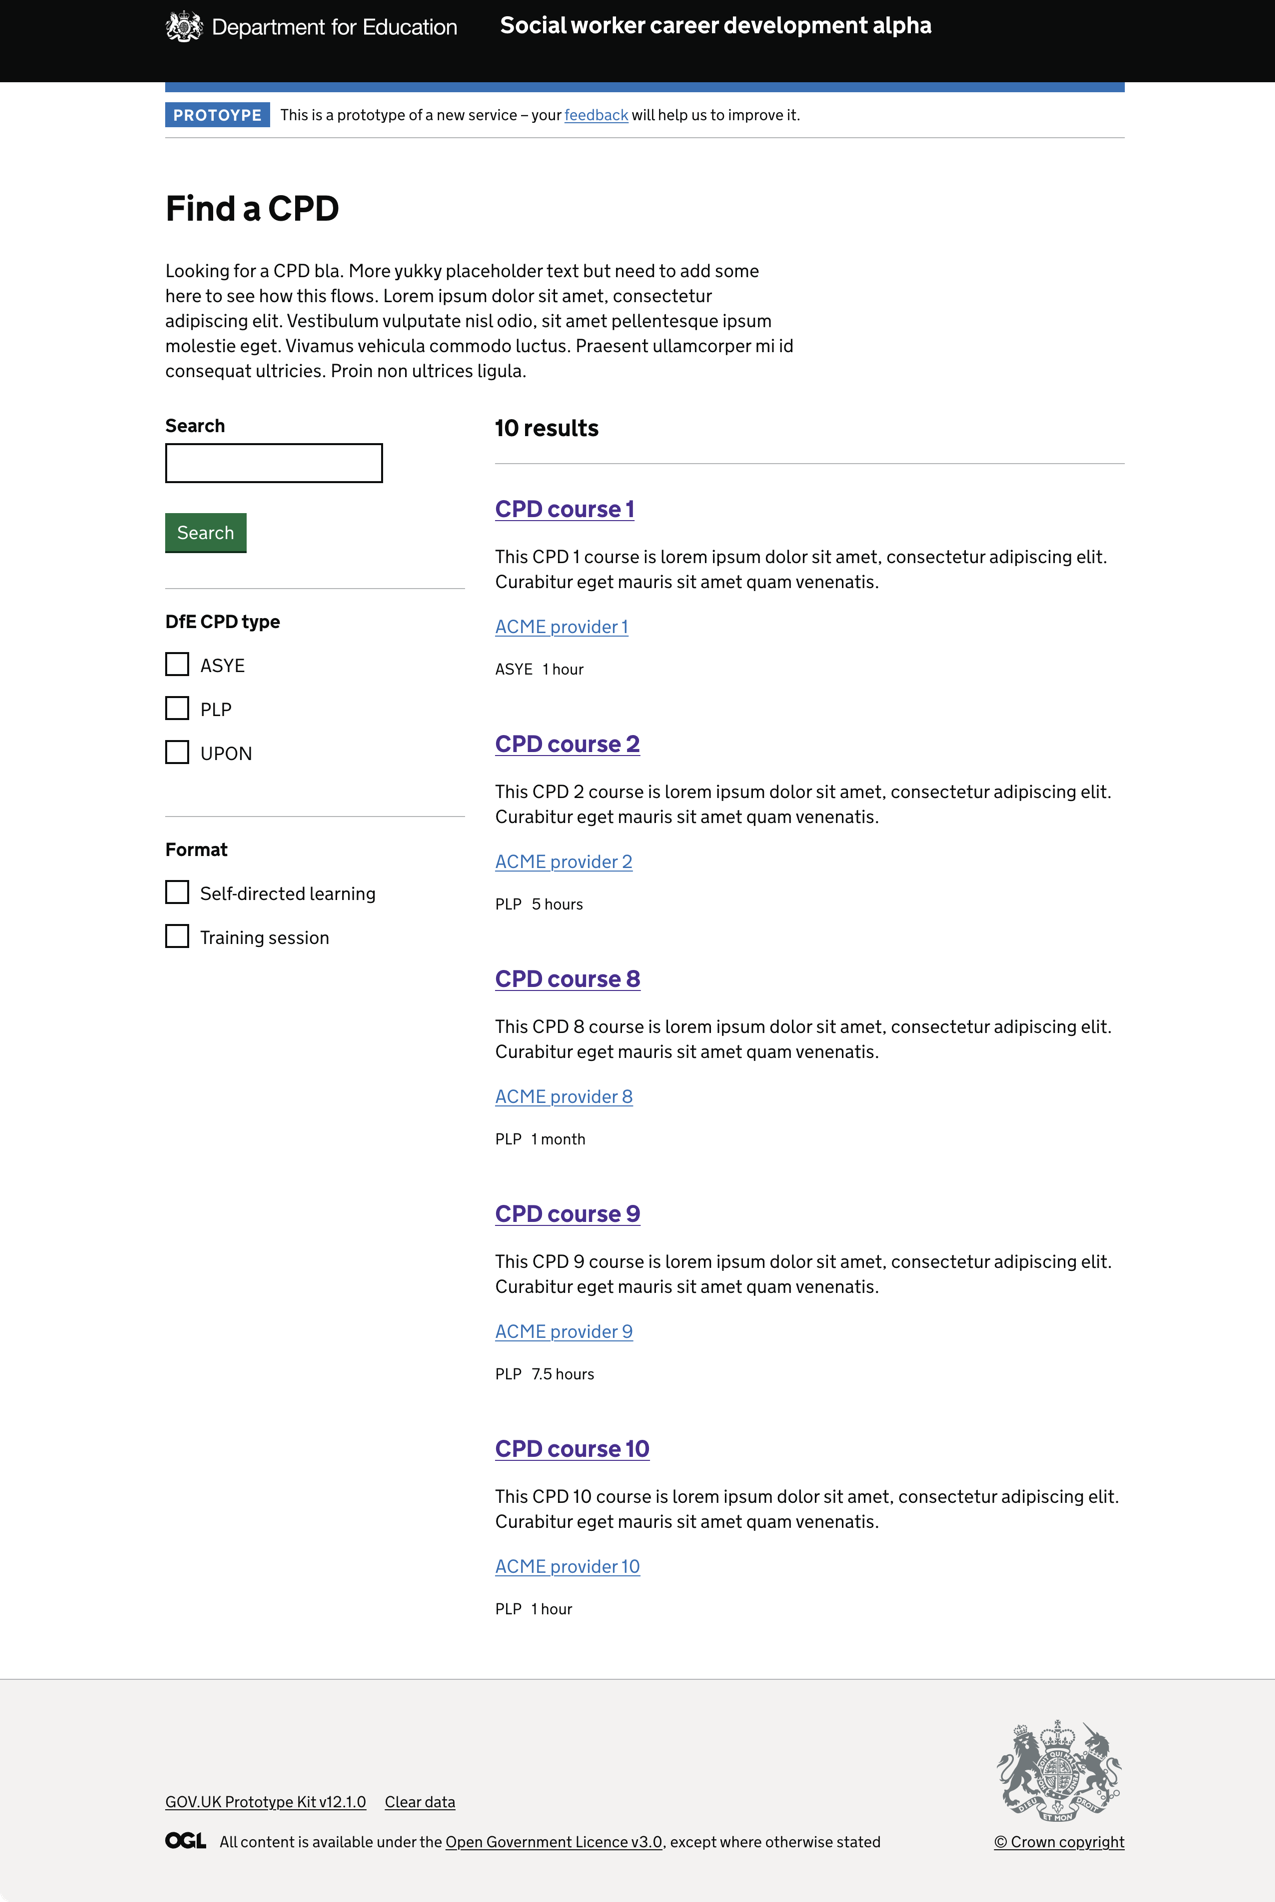 Department for Education
Social worker career development alpha
PROTOYPE
This is a prototype of a new service – your feedback will help us to improve it.
Find a CPD
Looking for a CPD bla. More yukky placeholder text but need to add some
here to see how this flows. Lorem ipsum dolor sit amet, consectetur
adipiscing elit. Vestibulum vulputate nisl odio, sit amet pellentesque ipsum
molestie eget. Vivamus vehicula commodo luctus. Praesent ullamcorper mi id
consequat ultricies. Proin non ultrices ligula.
Search
Search
DfE CPD type
ASYE
PLP
UPON
Format
Self-directed learning
Training session
10 results
CPD course 1
This CPD 1 course is lorem ipsum dolor sit amet, consectetur adipiscing elit.
Curabitur eget mauris sit amet quam venenatis.
ACME provider 1
ASYE 1 hour
CPD course 2
This CPD 2 course is lorem ipsum dolor sit amet, consectetur adipiscing elit.
Curabitur eget mauris sit amet quam venenatis.
ACME provider 2
PLP 5 hours
CPD course 8
This CPD 8 course is lorem ipsum dolor sit amet, consectetur adipiscing elit.
Curabitur eget mauris sit amet quam venenatis.
ACME provider 8
PLP 1 month
CPD course 9
This CPD 9 course is lorem ipsum dolor sit amet, consectetur adipiscing elit.
Curabitur eget mauris sit amet quam venenatis.
ACME provider 9
PLP 7.5 hours
CPD course 10
This CPD 10 course is lorem ipsum dolor sit amet, consectetur adipiscing elit.
Curabitur eget mauris sit amet quam venenatis.
ACME provider 10
PLP 1 hour
GOV.UK Prototype Kit v12.1.0 Clear data
OGL All content is available under the Open Government Licence v3.0, except where otherwise stated
DIEU ET MON DROIT
© Crown copyright